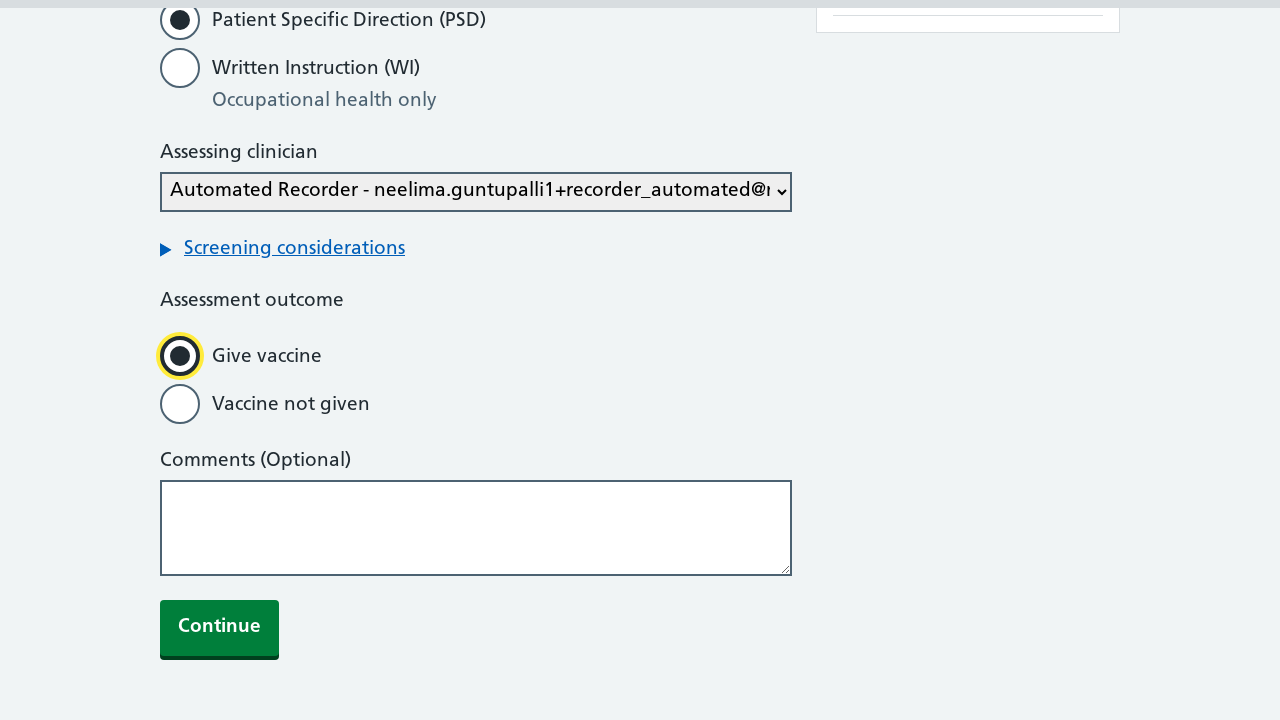 Patient Specific Direction (PSD)
Written Instruction (WI)
Occupational health only
Assessing clinician
Automated Recorder - neelima.guntupalli1+recorder_automated@
Screening considerations
Assessment outcome
Give vaccine
Vaccine not given
Comments (Optional)
Continue